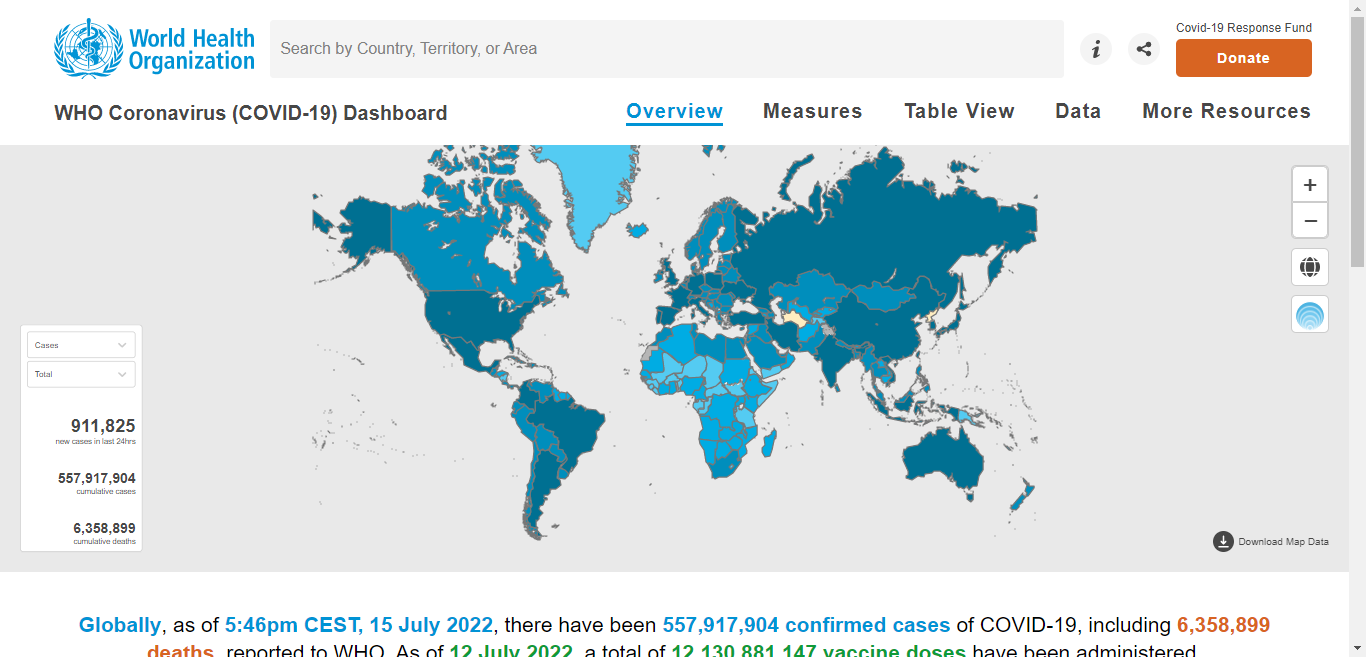 World Health
Organization
Search by Country, Territory, or Area
i
Covid-19 Response Fund
Donate
WHO Coronavirus (COVID-19) Dashboard
Overview
Measures
Table View
Data
More Resources
+
−
Cases
Total
911,825
new cases in last 24hrs
557,917,904
cumulative cases
6,358,899
cumulative deaths
Download Map Data
Globally, as of 5:46pm CEST, 15 July 2022, there have been 557,917,904 confirmed cases of COVID-19, including 6,358,899
deaths, reported to WHO. As of 12 July 2022, a total of 12,130,881,147 vaccine doses have been administered.